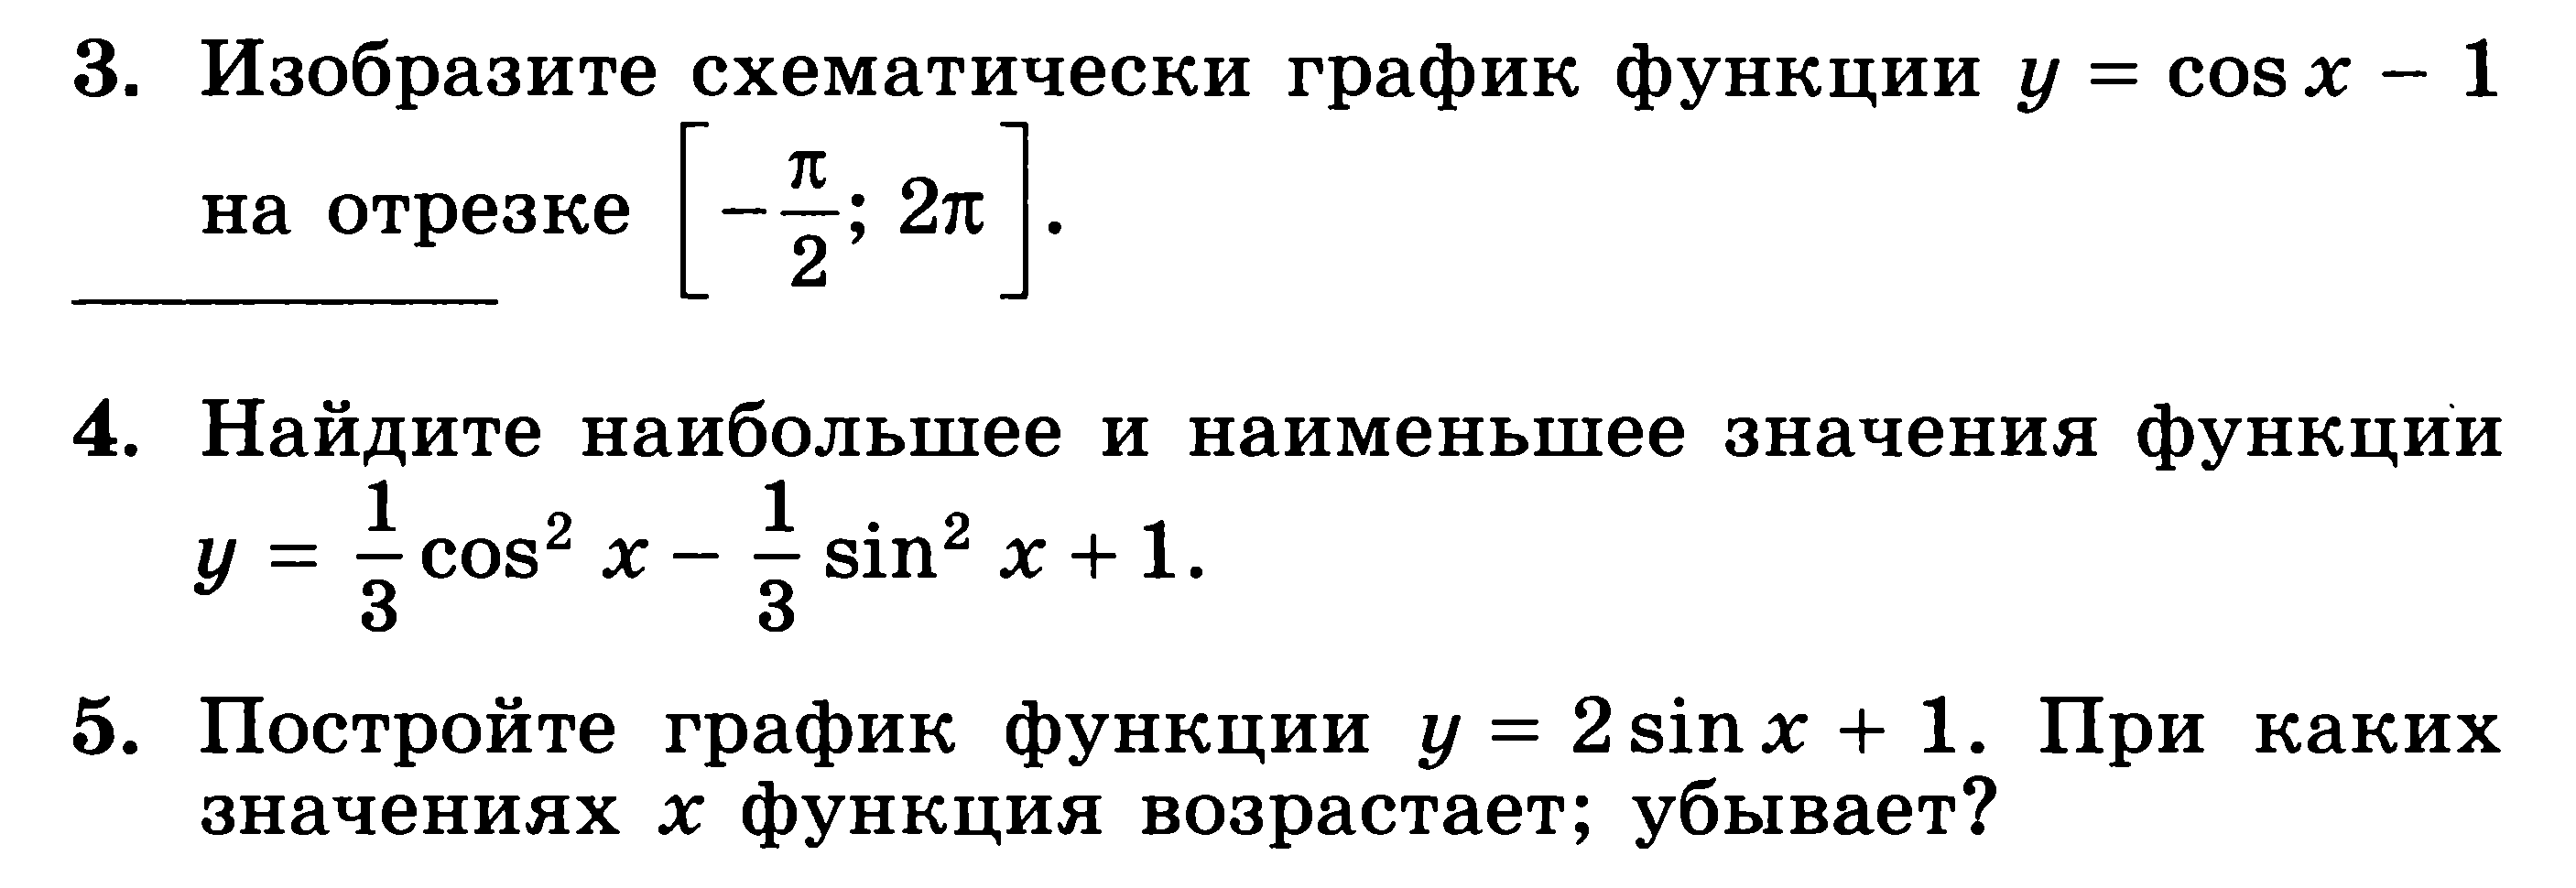 3. Изобразите схематически график функции y = cos x − 1
на отрезке [−π/2; 2π].
4. Найдите наибольшее и наименьшее значения функции
y = 1/3 cos² x − 1/3 sin² x + 1.
5. Постройте график функции y = 2 sin x + 1. При каких
значениях x функция возрастает; убывает?